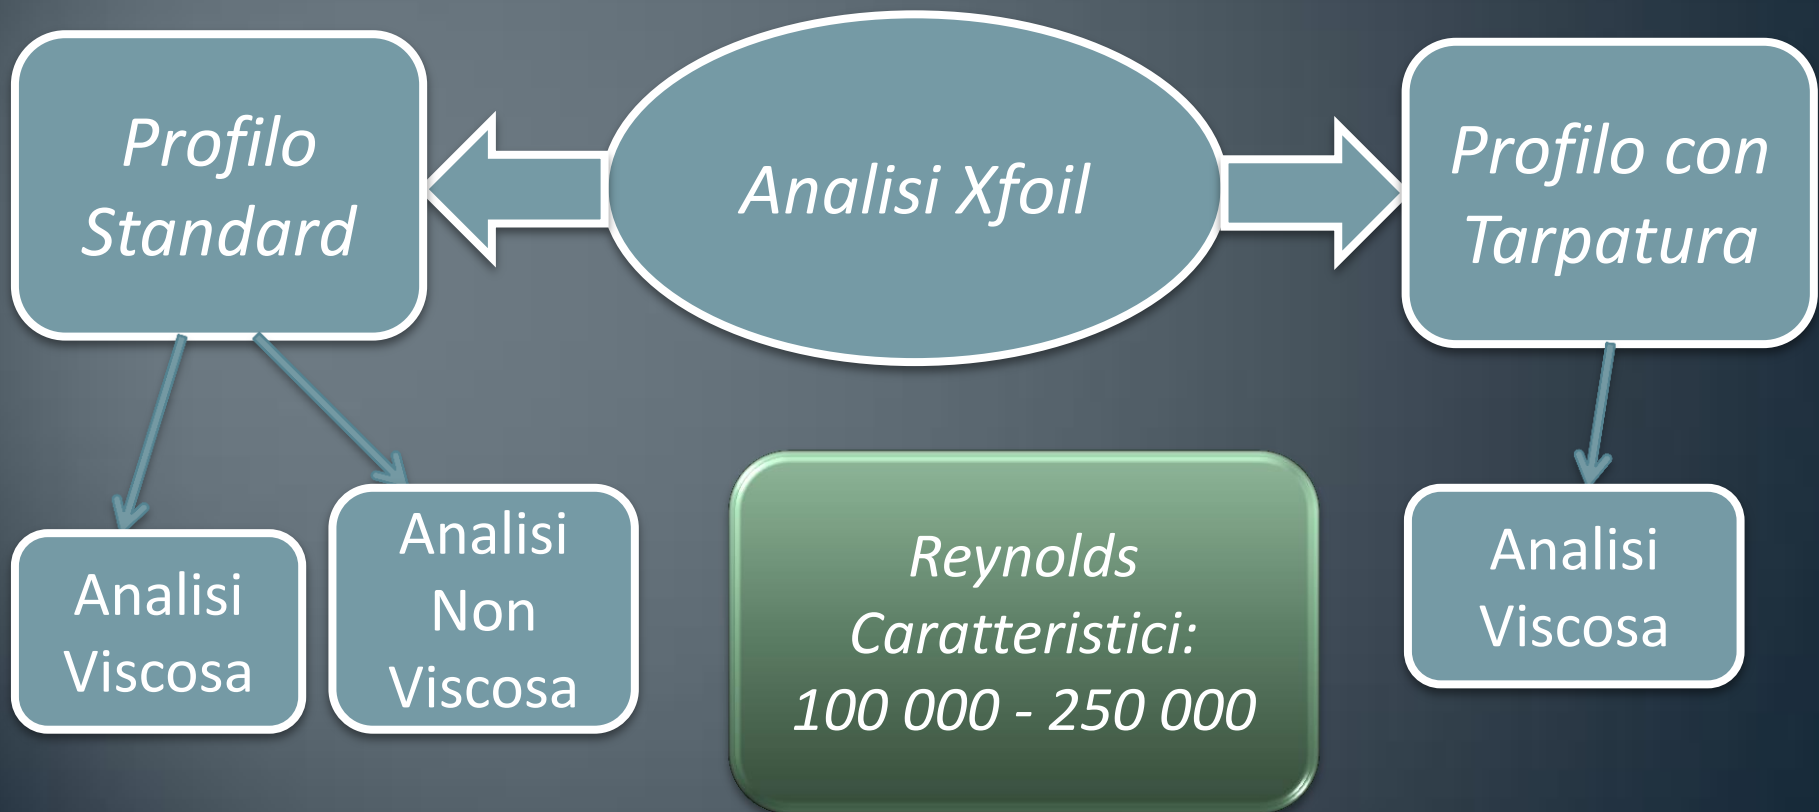 Profilo
Standard
Analisi Xfoil
Profilo con
Tarpatura
Analisi
Viscosa
Analisi
Non
Viscosa
Reynolds
Caratteristici:
100 000 - 250 000
Analisi
Viscosa